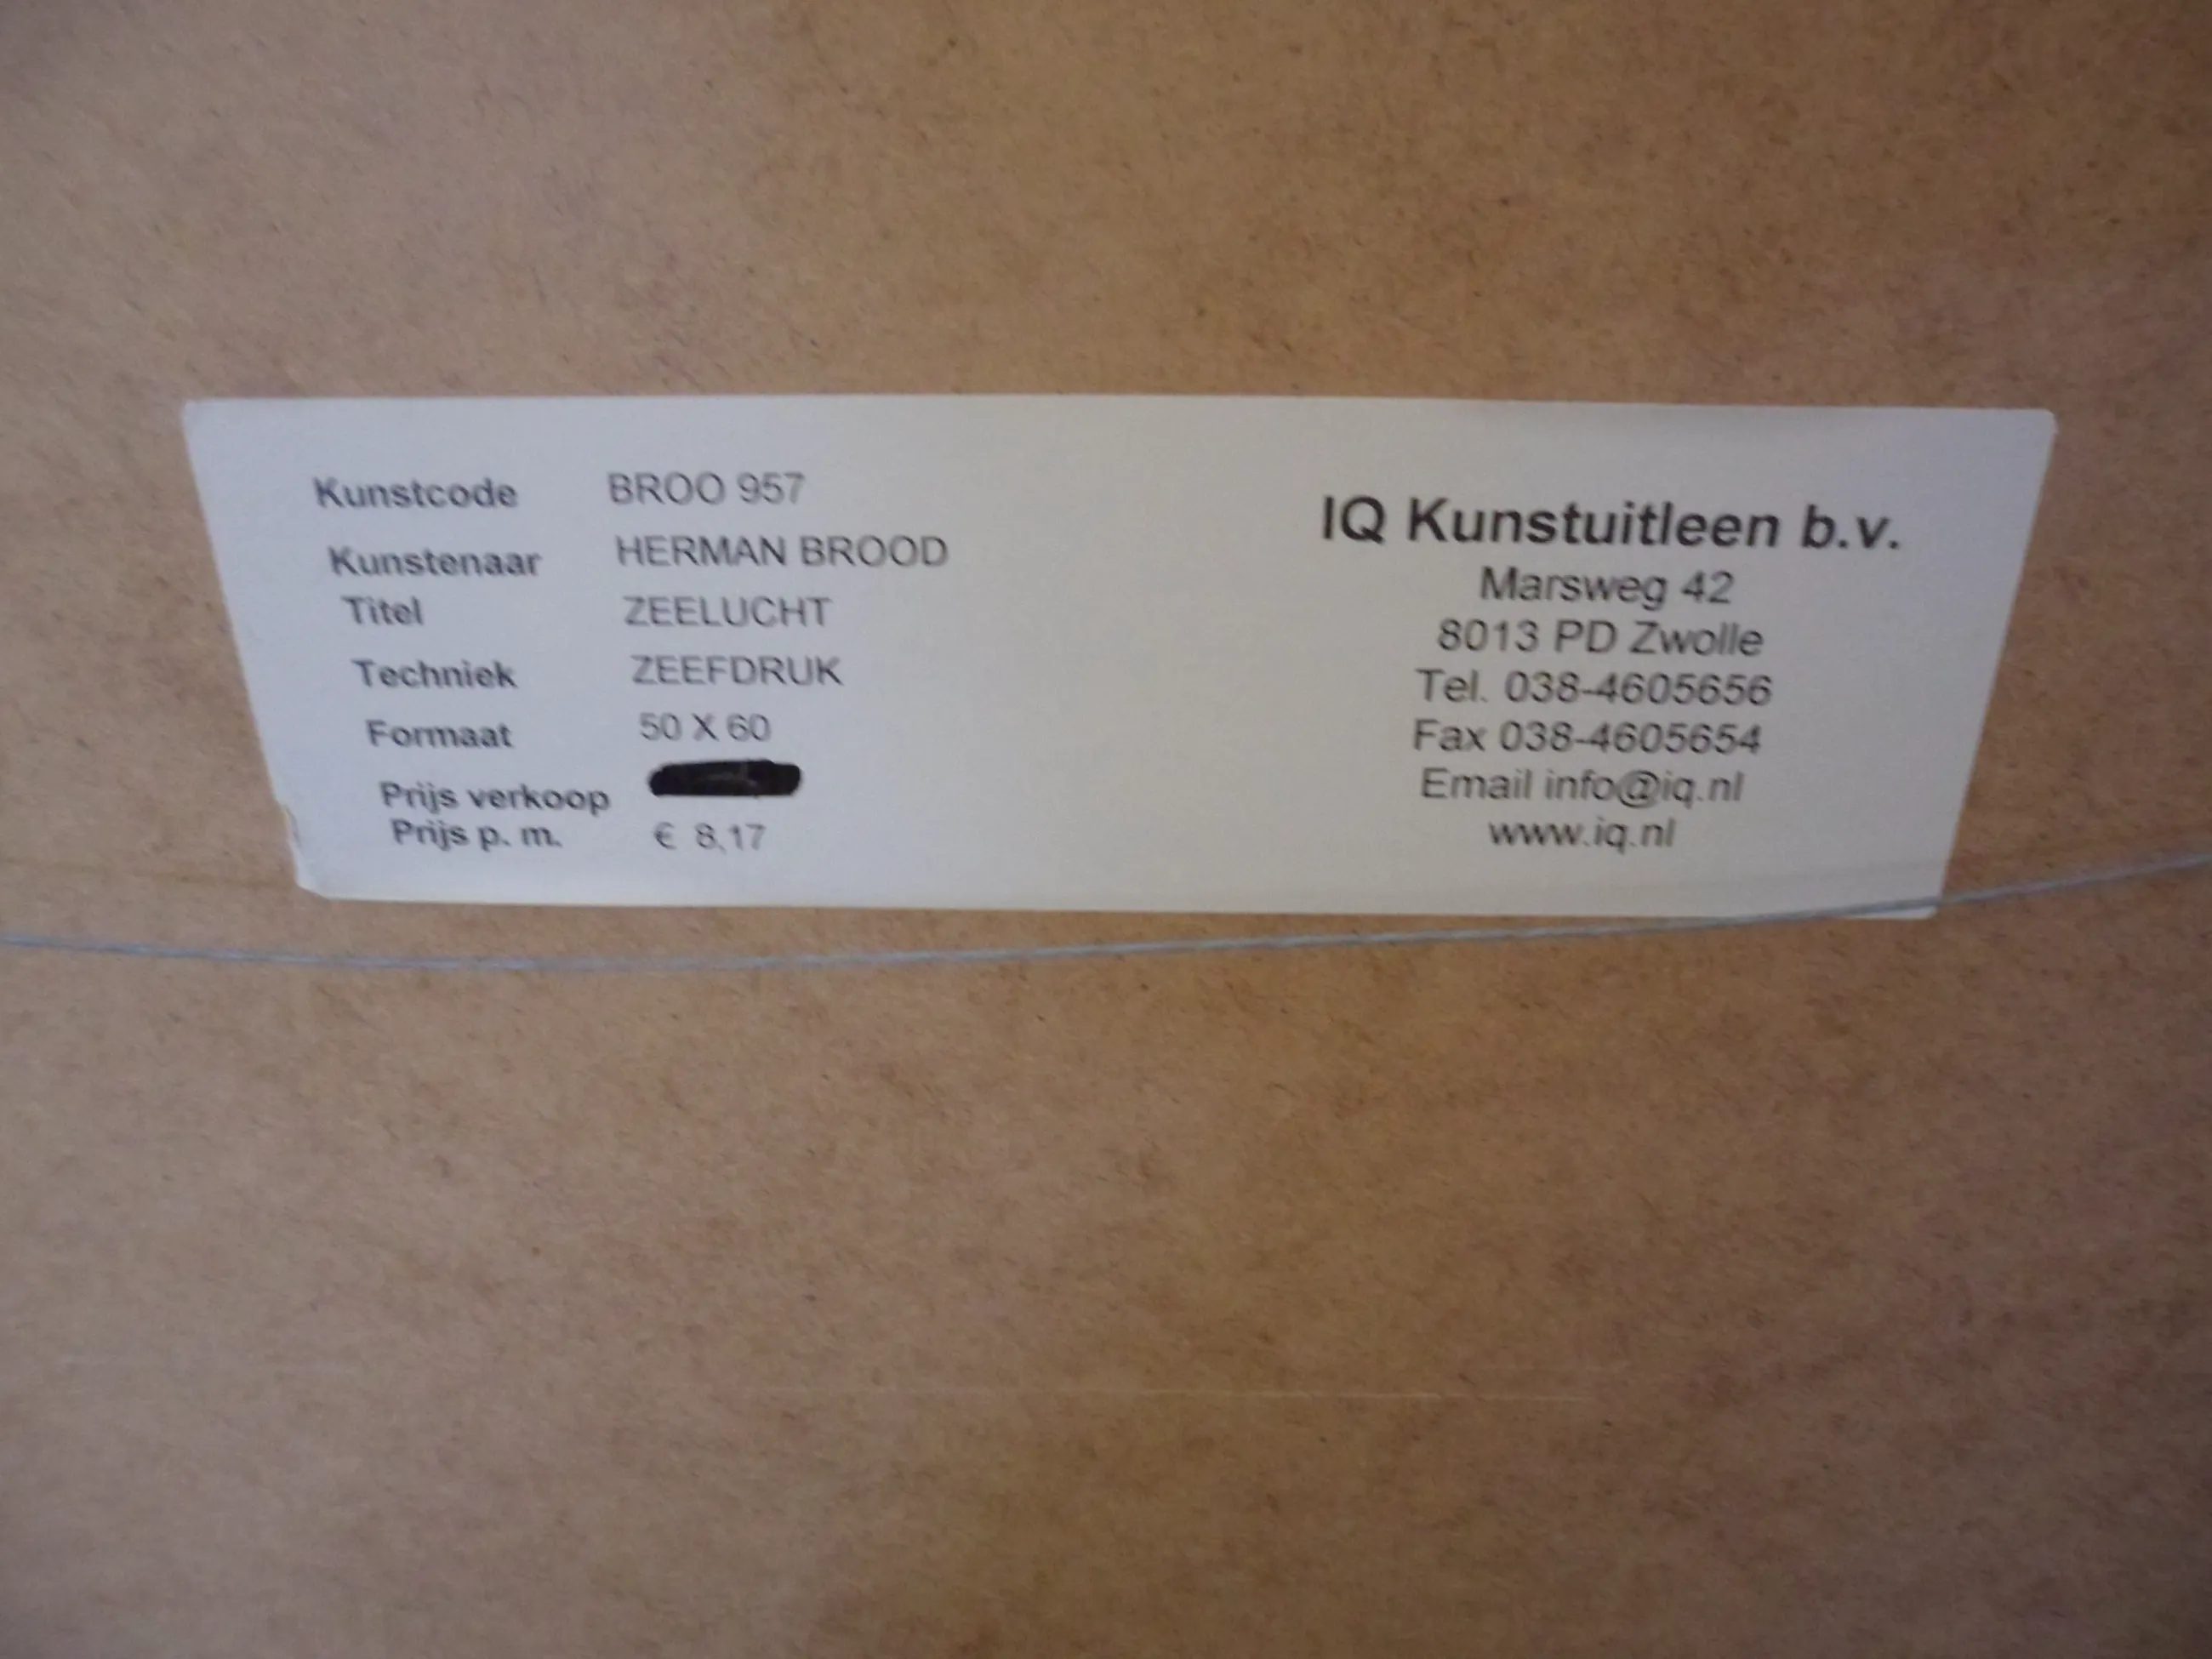 Kunstcode BROO 957
Kunstenaar HERMAN BROOD
Titel ZEELUCHT
Techniek ZEEFDRUK
Formaat 50 X 60
Prijs verkoop
Prijs p. m. € 8,17
IQ Kunstuitleen b.v.
Marsweg 42
8013 PD Zwolle
Tel. 038-4605656
Fax 038-4605654
Email info@iq.nl
www.iq.nl